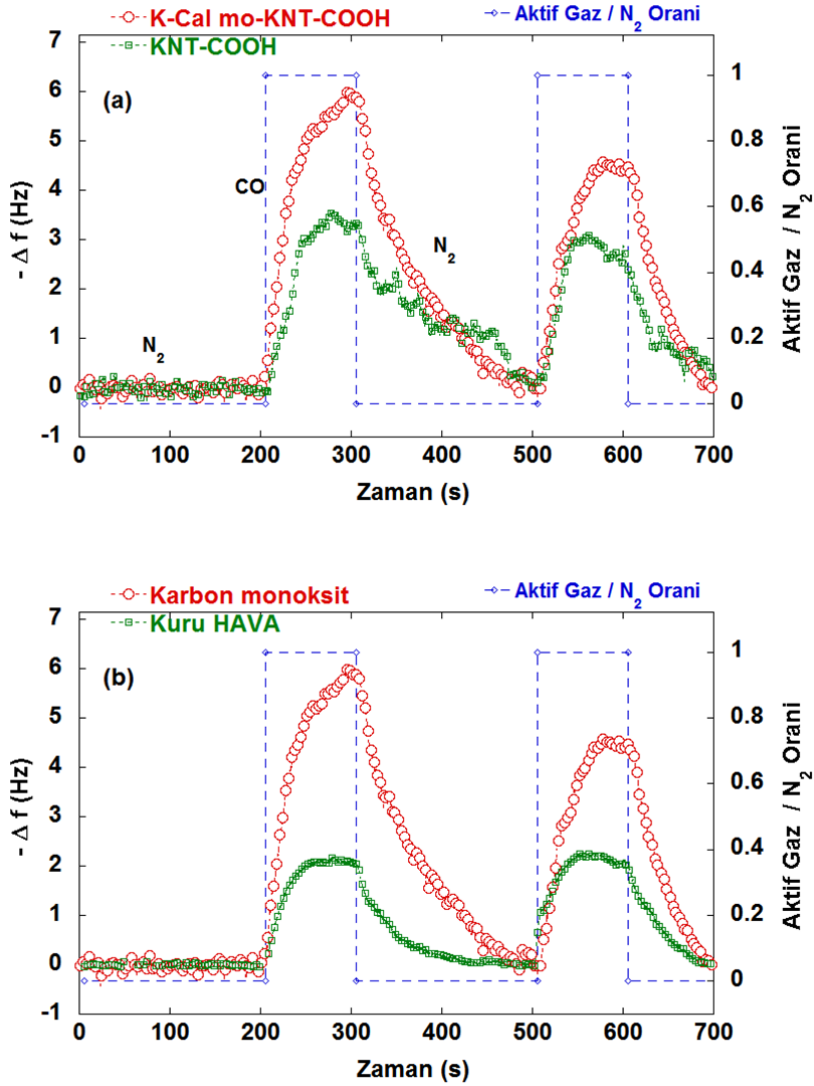 K-Cal mo-KNT-COOH
Aktif Gaz / N2 Orani
KNT-COOH
7
6
5
4
3
2
1
0
-1
- Δ f (Hz)
(a)
CO
N2
N2
1
0.8
0.6
0.4
0.2
0
Aktif Gaz / N2 Orani
0 100 200 300 400 500 600 700
Zaman (s)
Karbon monoksit
Aktif Gaz / N2 Orani
Kuru HAVA
7
6
5
4
3
2
1
0
-1
- Δ f (Hz)
(b)
1
0.8
0.6
0.4
0.2
0
Aktif Gaz / N2 Orani
0 100 200 300 400 500 600 700
Zaman (s)